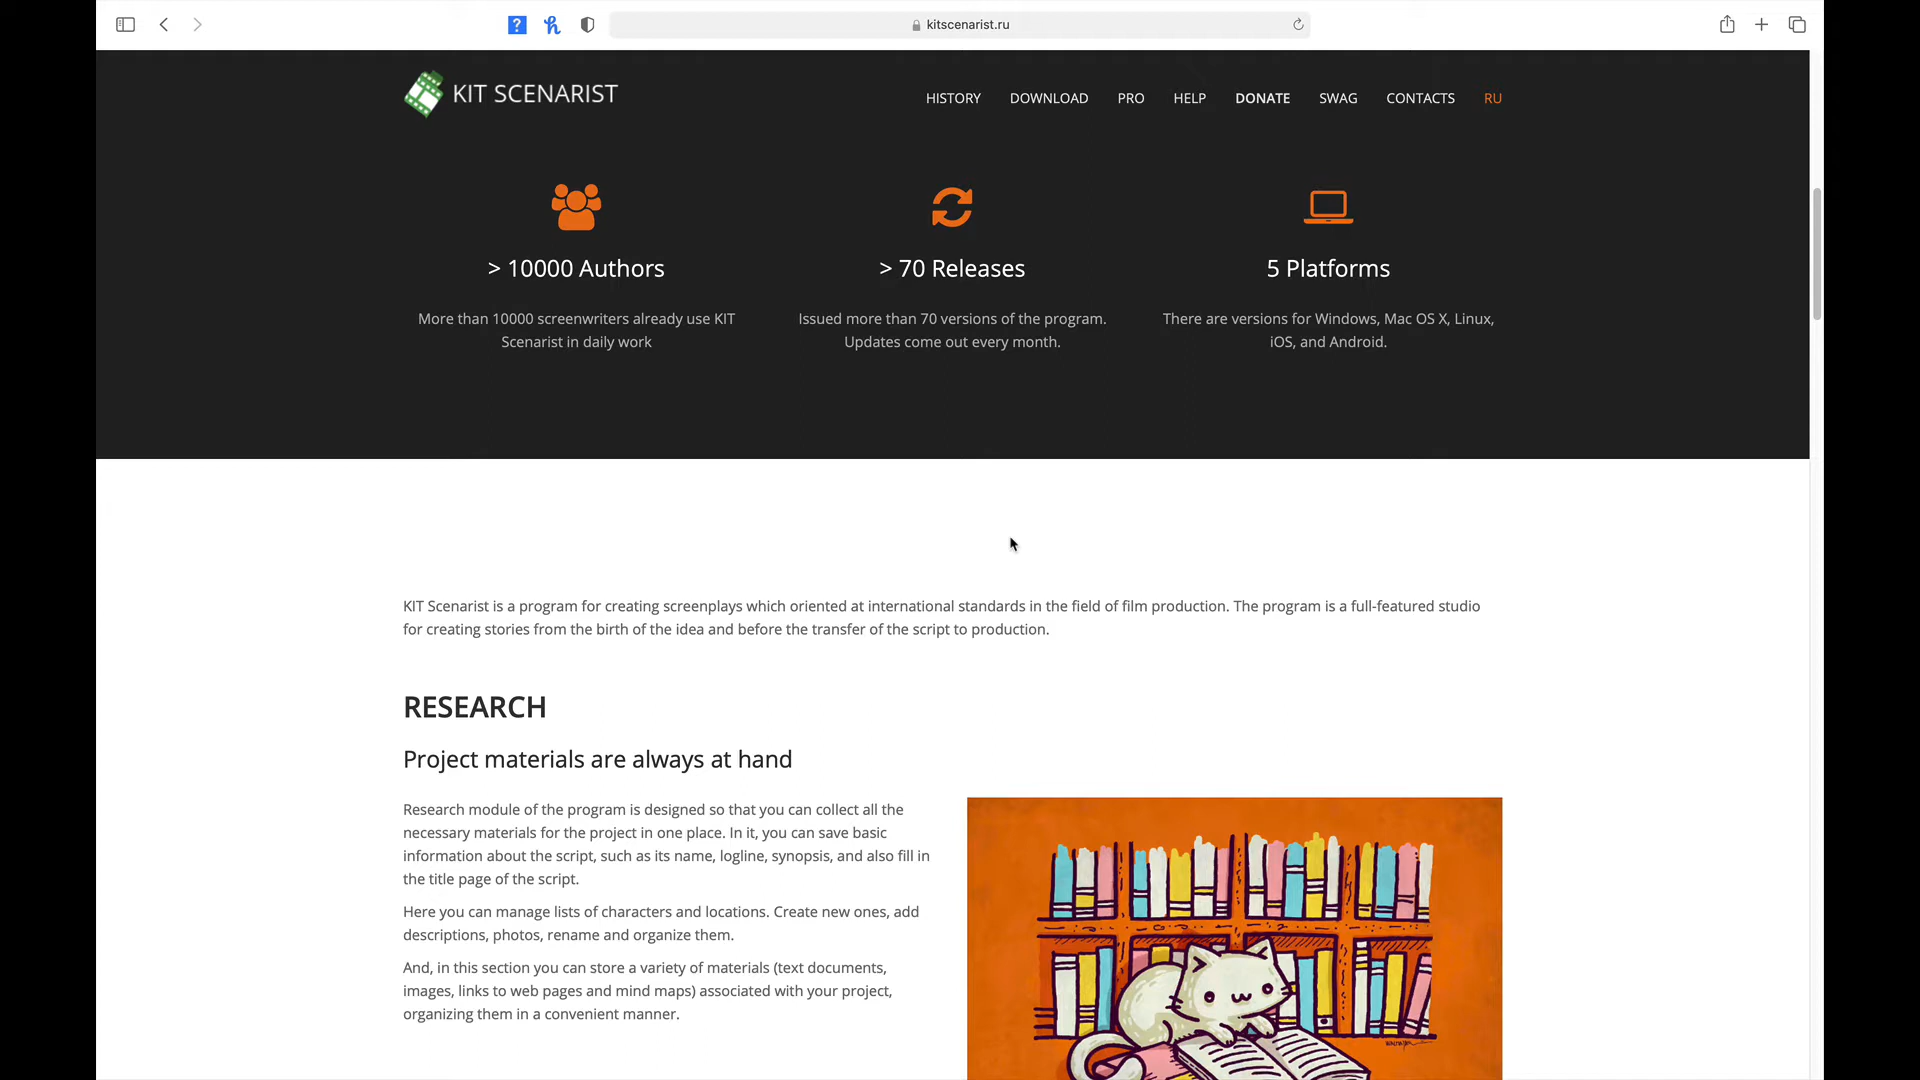 kitscenarist.ru
KIT SCENARIST
HISTORY DOWNLOAD PRO HELP DONATE SWAG CONTACTS RU
> 10000 Authors
More than 10000 screenwriters already use KIT
Scenarist in daily work
> 70 Releases
Issued more than 70 versions of the program.
Updates come out every month.
5 Platforms
There are versions for Windows, Mac OS X, Linux,
iOS, and Android.
KIT Scenarist is a program for creating screenplays which oriented at international standards in the field of film production. The program is a full-featured studio
for creating stories from the birth of the idea and before the transfer of the script to production.
RESEARCH
Project materials are always at hand
Research module of the program is designed so that you can collect all the
necessary materials for the project in one place. In it, you can save basic
information about the script, such as its name, logline, synopsis, and also fill in
the title page of the script.
Here you can manage lists of characters and locations. Create new ones, add
descriptions, photos, rename and organize them.
And, in this section you can store a variety of materials (text documents,
images, links to web pages and mind maps) associated with your project,
organizing them in a convenient manner.